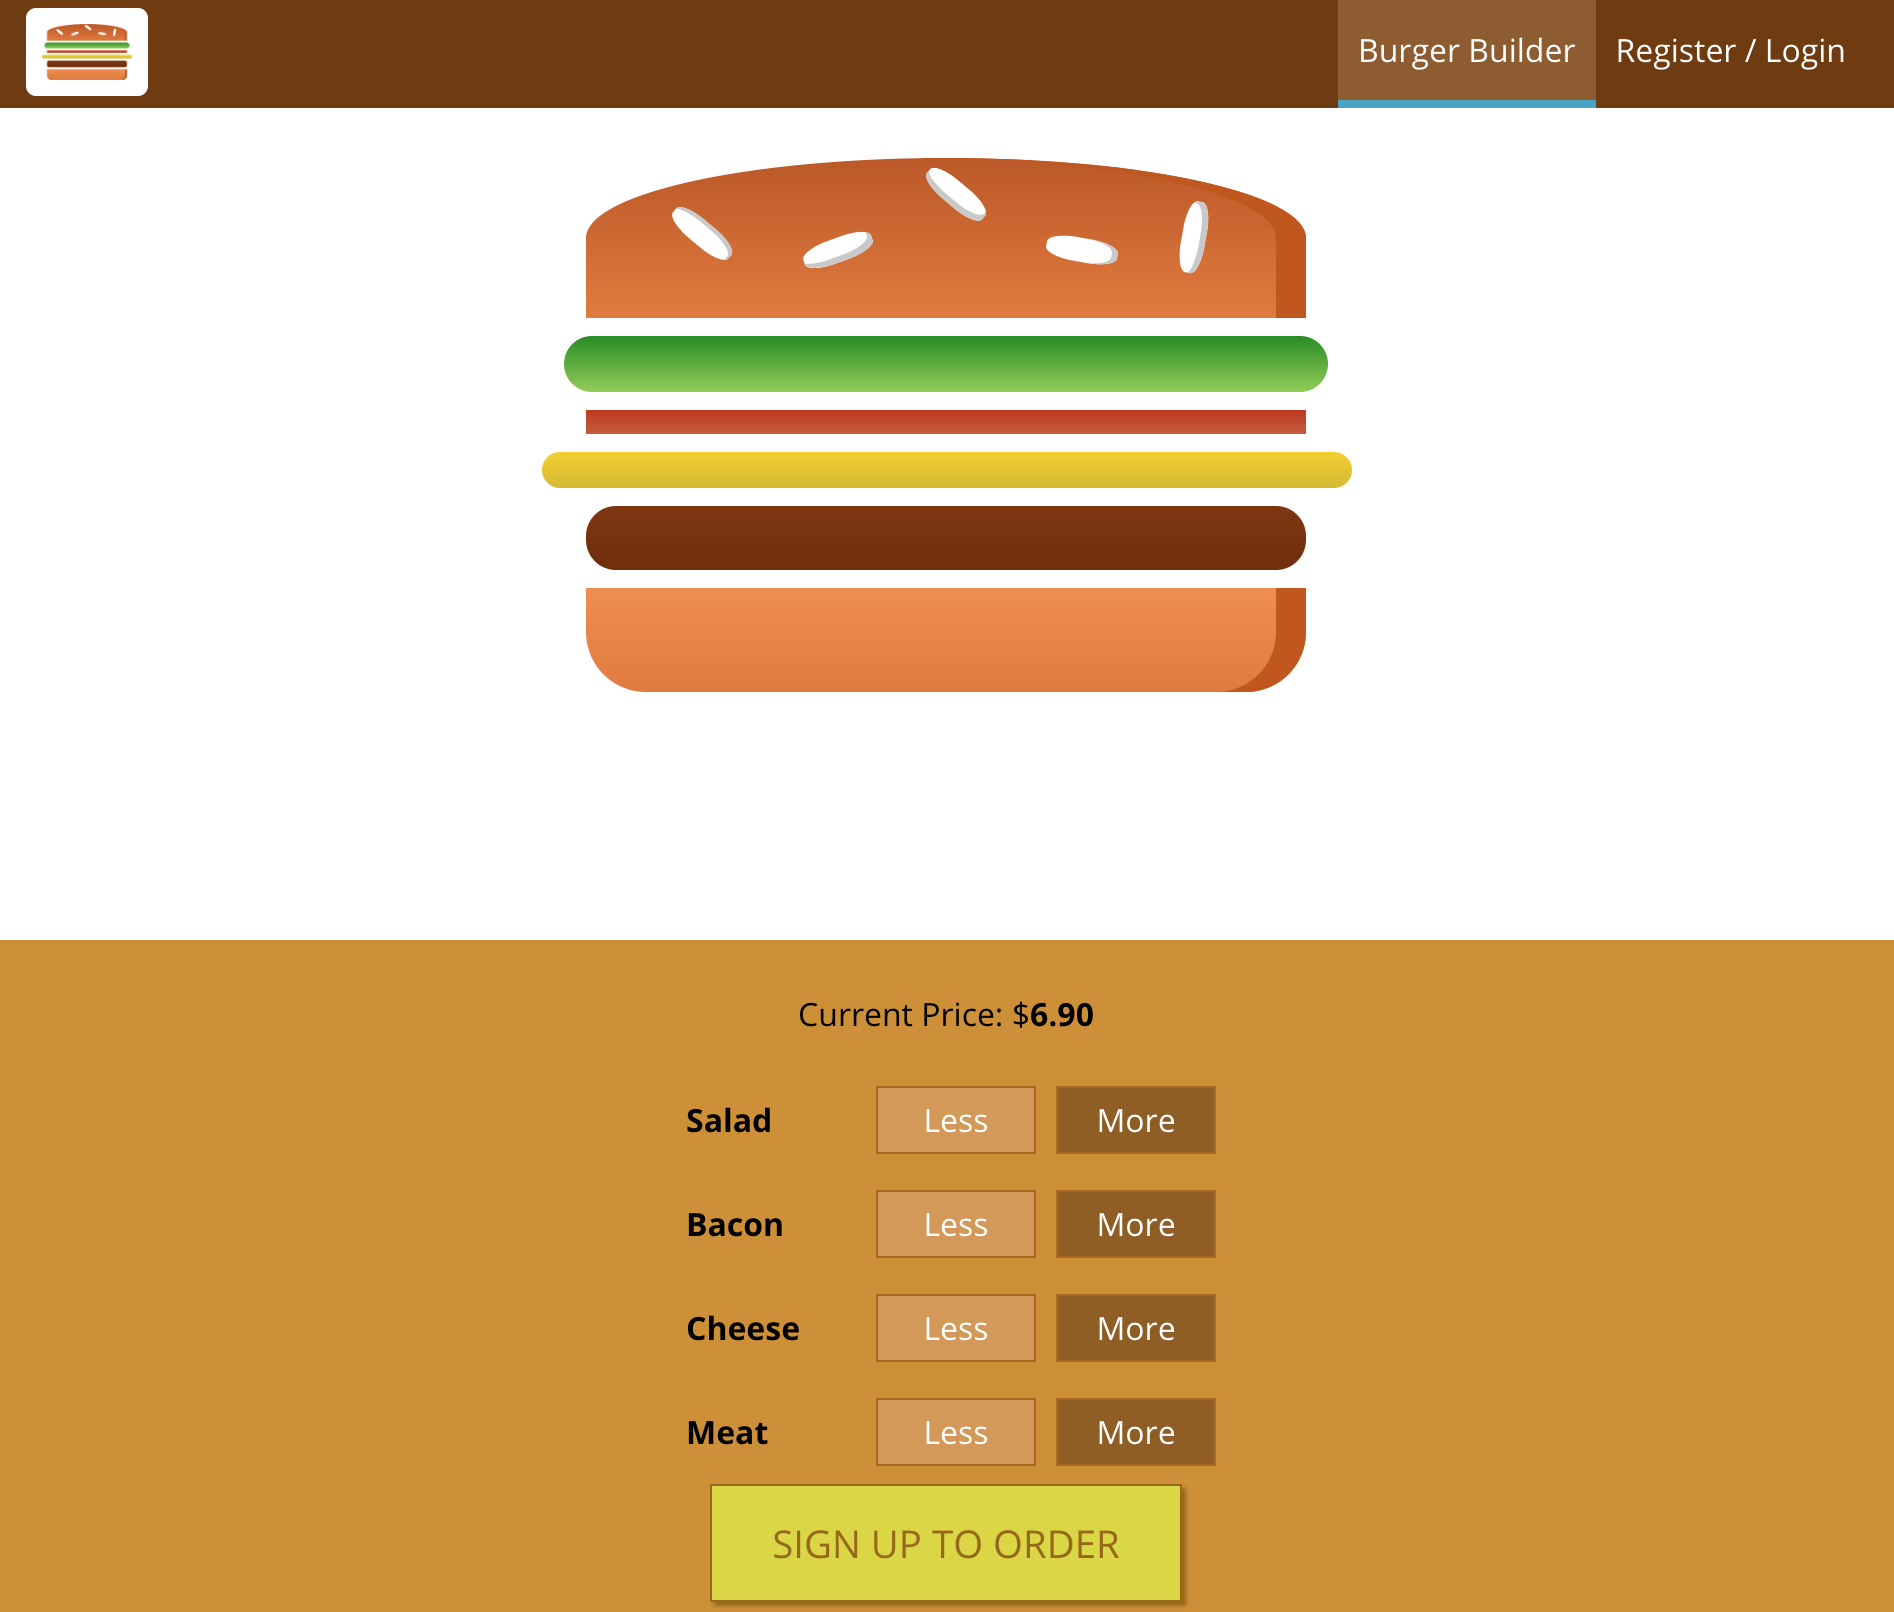 Burger Builder Register / Login
Current Price: $6.90
Salad Less More
Bacon Less More
Cheese Less More
Meat Less More
SIGN UP TO ORDER